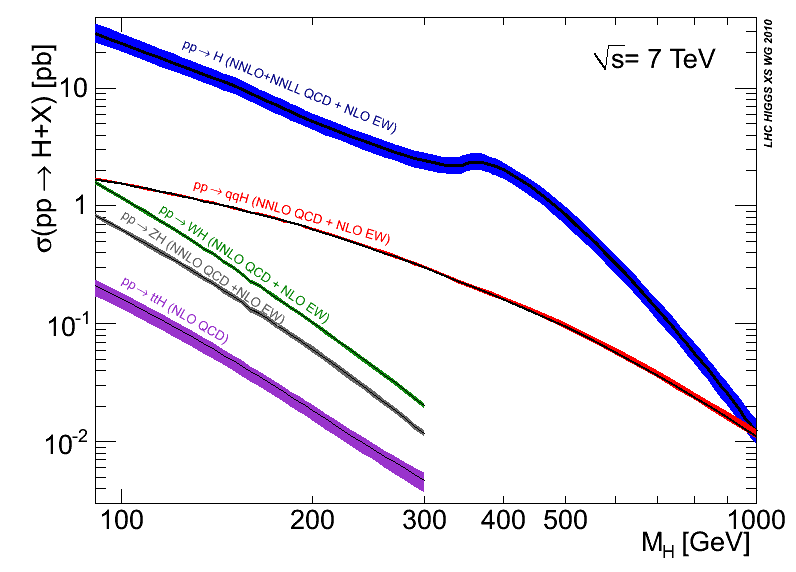 σ(pp → H+X) [pb]
√s= 7 TeV
LHC HIGGS XS WG 2010
pp → H (NNLO+NNLL QCD + NLO EW)
pp → qqH (NNLO QCD + NLO EW)
pp → WH (NNLO QCD + NLO EW)
pp → ZH (NNLO QCD +NLO EW)
pp → ttH (NLO QCD)
10
1
10⁻¹
10⁻²
100 200 300 400 500 1000
M_H [GeV]